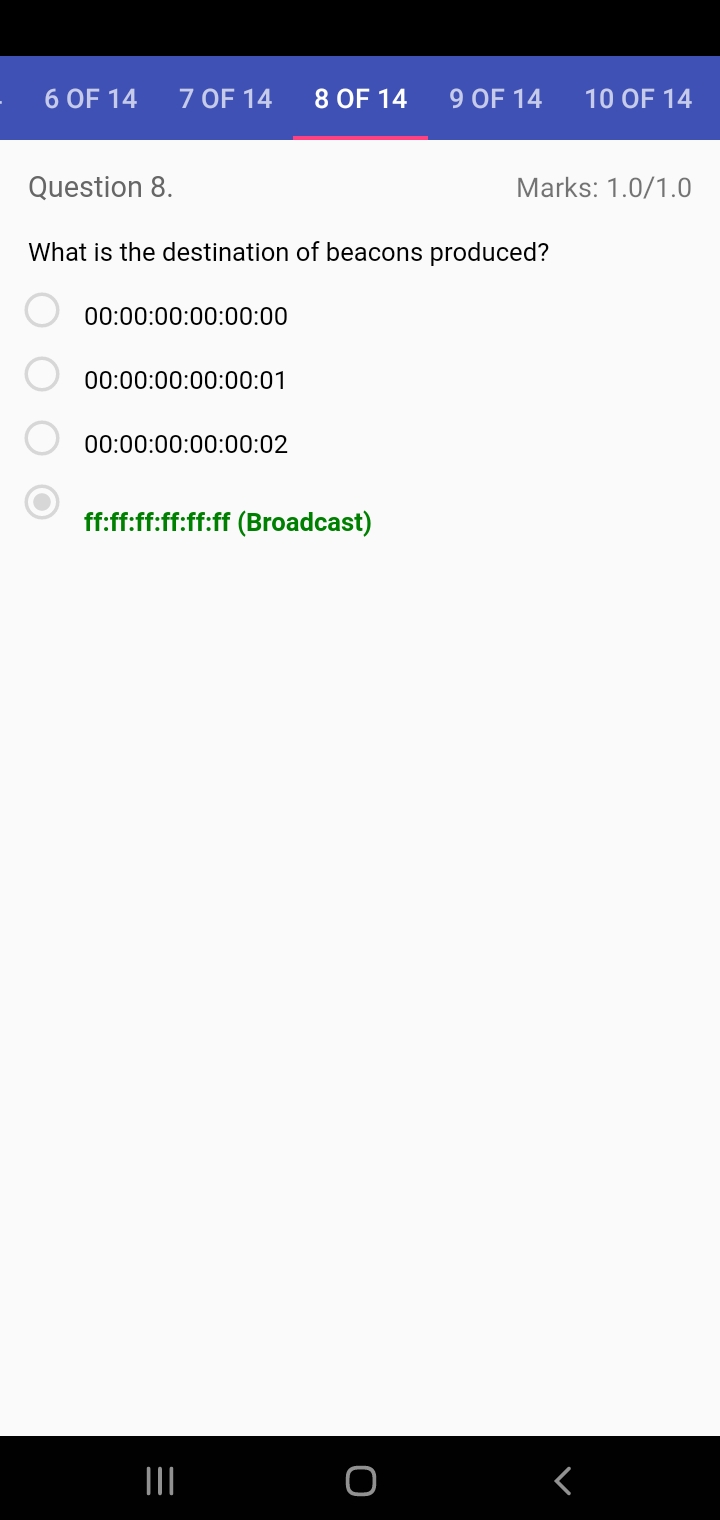 6 OF 14 7 OF 14 8 OF 14 9 OF 14 10 OF 14
Question 8. Marks: 1.0/1.0
What is the destination of beacons produced?
00:00:00:00:00:00
00:00:00:00:00:01
00:00:00:00:00:02
ff:ff:ff:ff:ff:ff (Broadcast)